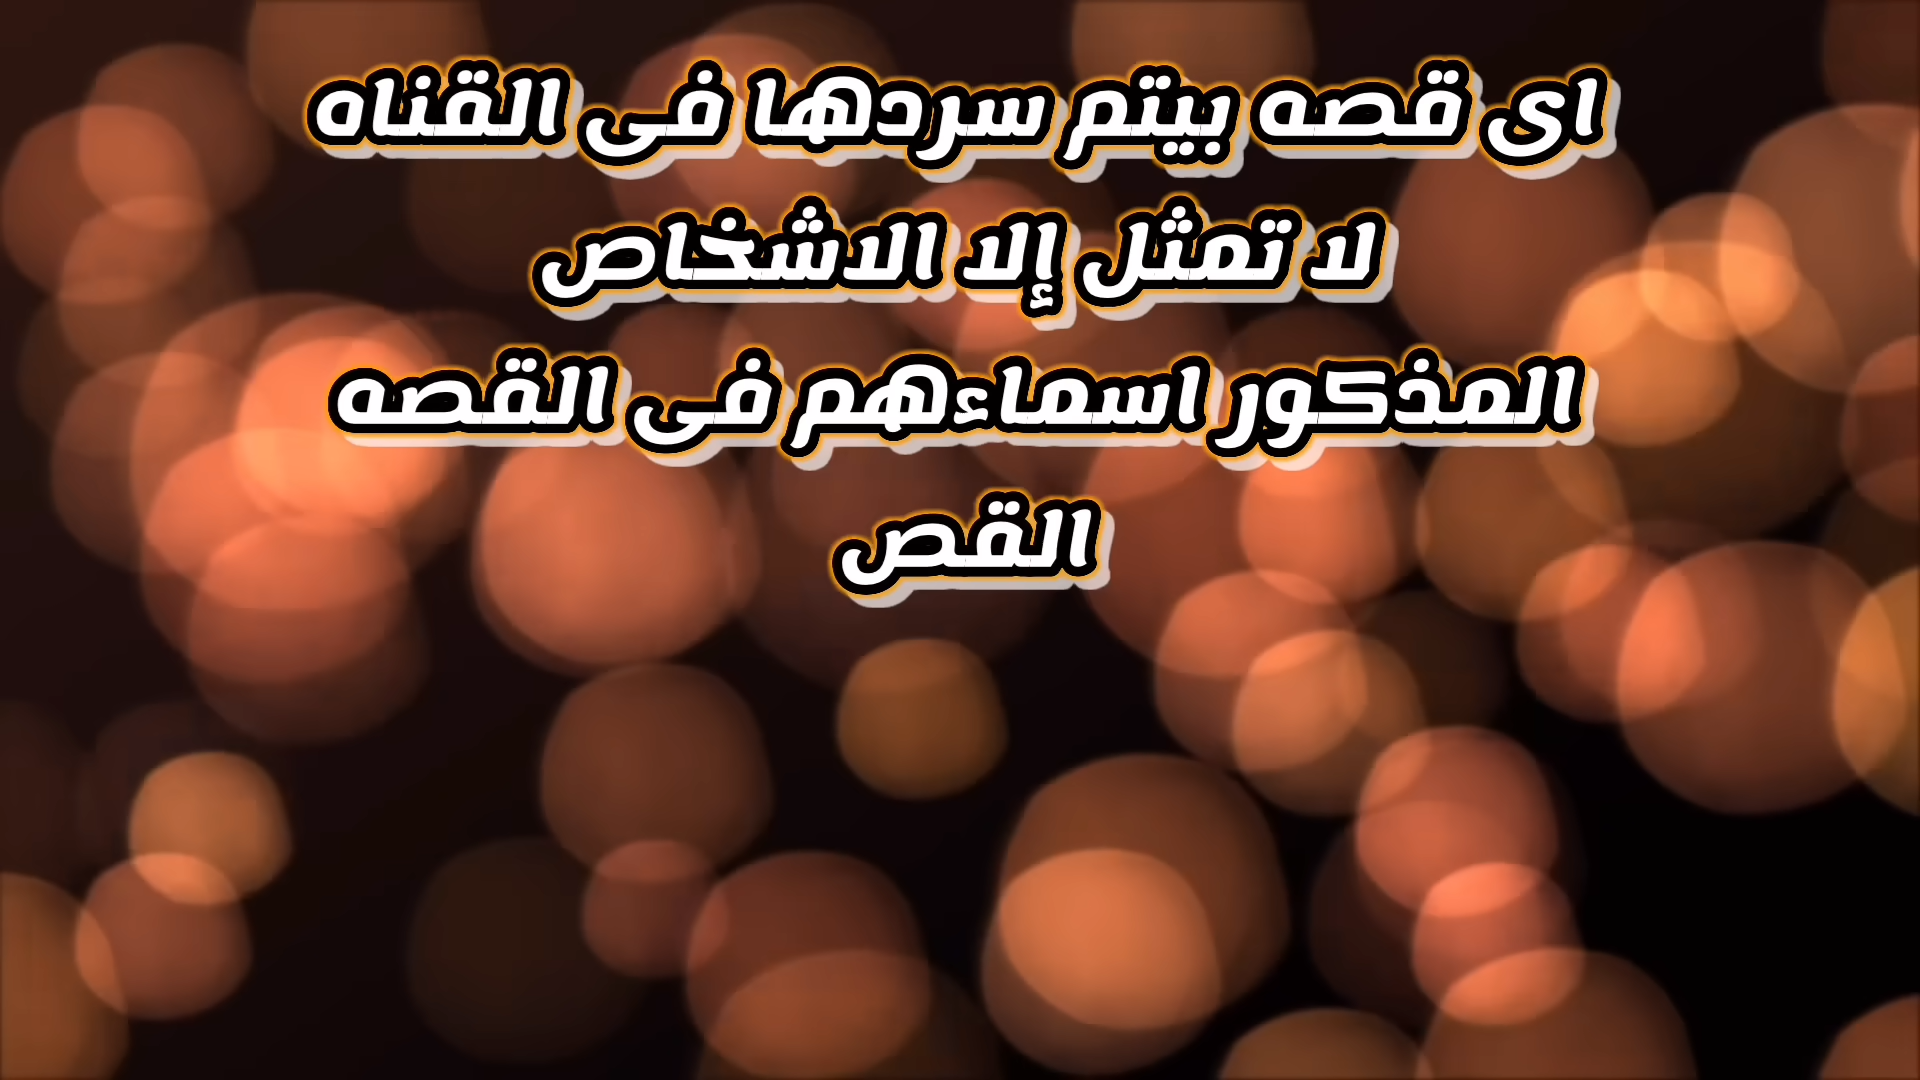 اى قصه بيتم سردها فى القناه
لا تمثل إلا الاشخاص
المذكور اسماءهم فى القصه
القص